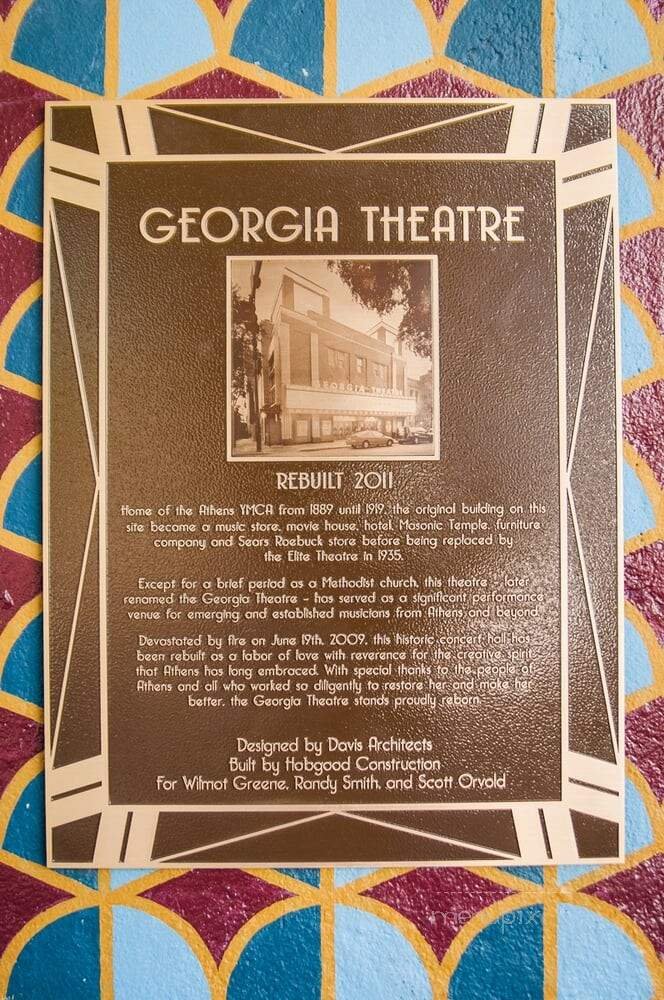 GEORGIA THEATRE
GEORGIA THEATRE
REBUILT 2011
Home of the Athens YMCA from 1889 until 1919, the original building on this
site became a music store, movie house, hotel, Masonic Temple, furniture
company and Sears Roebuck store before being replaced by
the Elite Theatre in 1935.
Except for a brief period as a Methodist church, this theatre - later
renamed the Georgia Theatre - has served as a significant performance
venue for emerging and established musicians from Athens and beyond.
Devastated by fire on June 19th, 2009, this historic concert hall has
been rebuilt as a labor of love with reverence for the creative spirit
that Athens has long embraced. With special thanks to the people of
Athens and all who worked so diligently to restore her and make her
better, the Georgia Theatre stands proudly reborn.
Designed by Davis Architects
Built by Habgood Construction
For Wilmot Greene, Randy Smith, and Scott Orvold